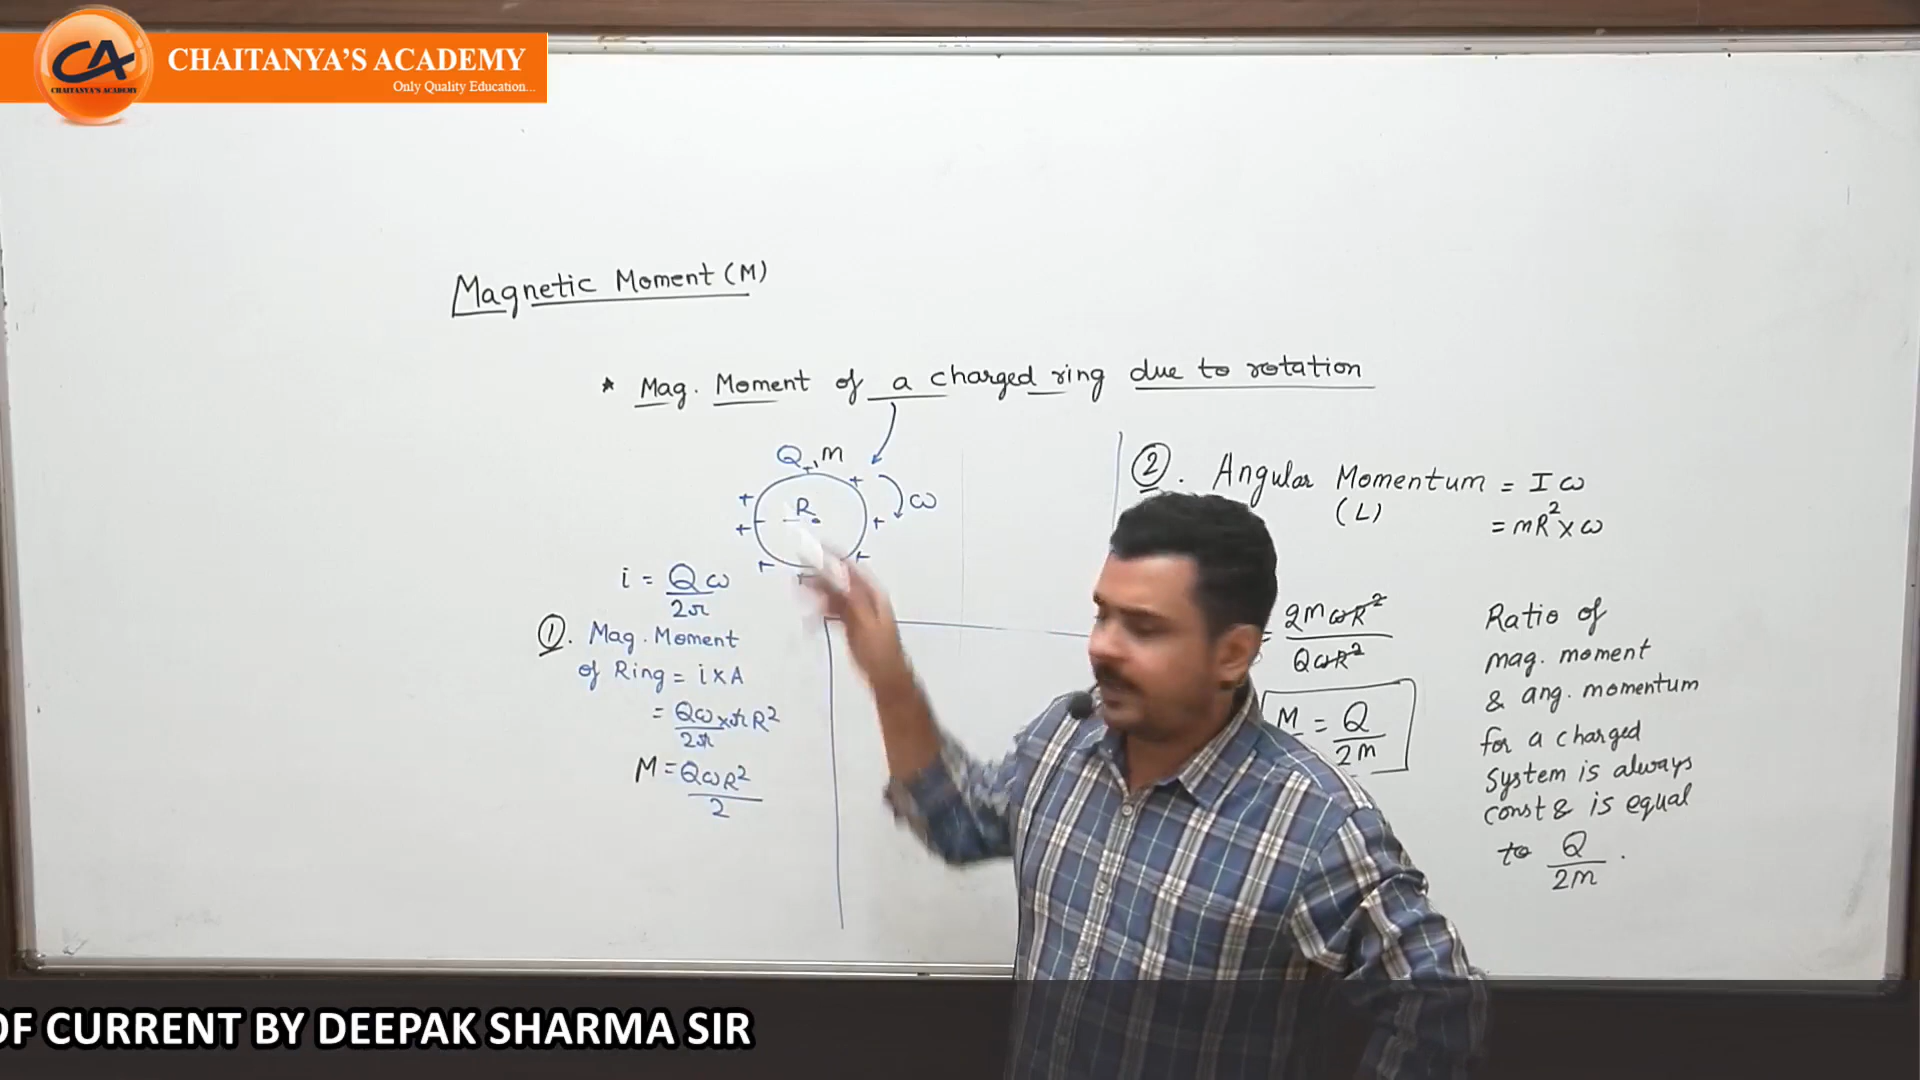 CA
CHAITANYA'S ACADEMY
CHAITANYA'S ACADEMY
Only Quality Education...
Magnetic Moment (M)
* Mag. Moment of a charged ring due to rotation
Q, m
R
ω
i = Qω/2π
①. Mag. Moment
of Ring = i×A
= Qω/2π × πR²
M = QωR²/2
②. Angular Momentum = Iω
(L) = mR²×ω
= 2mωR²/QωR²
M = Q/2m
Ratio of
mag. moment
& ang. momentum
for a charged
System is always
const & is equal
to Q/2m.
OF CURRENT BY DEEPAK SHARMA SIR